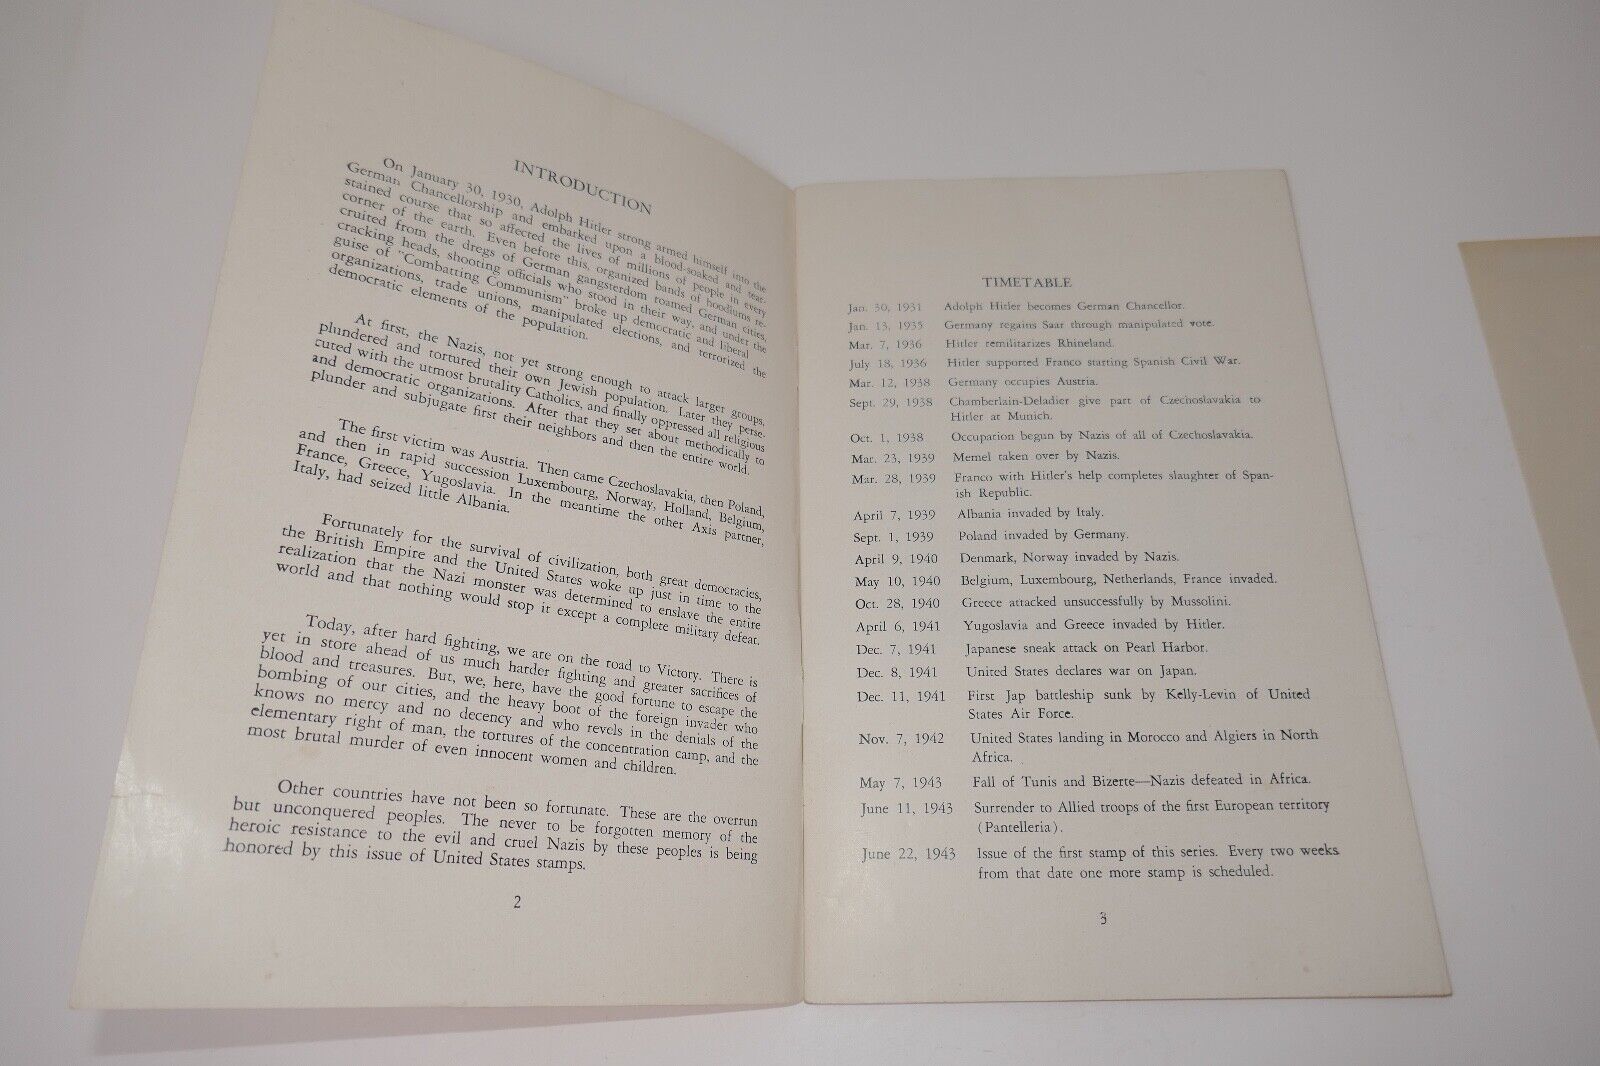 INTRODUCTION
On January 30, 1930, Adolph Hitler strong armed himself into the
German Chancellorship and embarked upon a blood-soaked and tear-
stained course that so affected the lives of millions of people in every
corner of the earth. Even before this, organized bands of hoodlums re-
cruited from the dregs of German gangsterdom roamed German cities,
cracking heads, shooting officials who stood in their way, and under the
guise of "Combatting Communism" broke up democratic and liberal
organizations, trade unions, manipulated elections, and terrorized the
democratic elements of the population.
At first, the Nazis, not yet strong enough to attack larger groups,
plundered and tortured their own Jewish population. Later they perse-
cuted with the utmost brutality Catholics, and finally oppressed all religious
and democratic organizations. After that they set about methodically to
plunder and subjugate first their neighbors and then the entire world.
The first victim was Austria. Then came Czechoslavakia, then Poland,
and then in rapid succession Luxembourg, Norway, Holland, Belgium,
France, Greece, Yugoslavia. In the meantime the other Axis partner,
Italy, had seized little Albania.
Fortunately for the survival of civilization, both great democracies,
the British Empire and the United States woke up just in time to the
realization that the Nazi monster was determined to enslave the entire
world and that nothing would stop it except a complete military defeat.
Today, after hard fighting, we are on the road to Victory. There is
yet in store ahead of us much harder fighting and greater sacrifices of
blood and treasures. But, we, here, have the good fortune to escape the
bombing of our cities, and the heavy boot of the foreign invader who
knows no mercy and no decency and who revels in the denials of the
elementary right of man, the tortures of the concentration camp, and the
most brutal murder of even innocent women and children.
Other countries have not been so fortunate. These are the overrun
but unconquered peoples. The never to be forgotten memory of the
heroic resistance to the evil and cruel Nazis by these peoples is being
honored by this issue of United States stamps.
2
TIMETABLE
Jan. 30, 1931 Adolph Hitler becomes German Chancellor.
Jan. 13, 1935 Germany regains Saar through manipulated vote.
Mar. 7, 1936 Hitler remilitarizes Rhineland.
July 18, 1936 Hitler supported Franco starting Spanish Civil War.
Mar. 12, 1938 Germany occupies Austria.
Sept. 29, 1938 Chamberlain-Deladier give part of Czechoslavakia to
Hitler at Munich.
Oct. 1, 1938 Occupation begun by Nazis of all of Czechoslavakia.
Mar. 23, 1939 Memel taken over by Nazis.
Mar. 28, 1939 Franco with Hitler's help completes slaughter of Span-
ish Republic.
April 7, 1939 Albania invaded by Italy.
Sept. 1, 1939 Poland invaded by Germany.
April 9, 1940 Denmark, Norway invaded by Nazis.
May 10, 1940 Belgium, Luxembourg, Netherlands, France invaded.
Oct. 28, 1940 Greece attacked unsuccessfully by Mussolini.
April 6, 1941 Yugoslavia and Greece invaded by Hitler.
Dec. 7, 1941 Japanese sneak attack on Pearl Harbor.
Dec. 8, 1941 United States declares war on Japan.
Dec. 11, 1941 First Jap battleship sunk by Kelly-Levin of United
States Air Force.
Nov. 7, 1942 United States landing in Morocco and Algiers in North
Africa.
May 7, 1943 Fall of Tunis and Bizerte—Nazis defeated in Africa.
June 11, 1943 Surrender to Allied troops of the first European territory
(Pantelleria).
June 22, 1943 Issue of the first stamp of this series. Every two weeks
from that date one more stamp is scheduled.
3